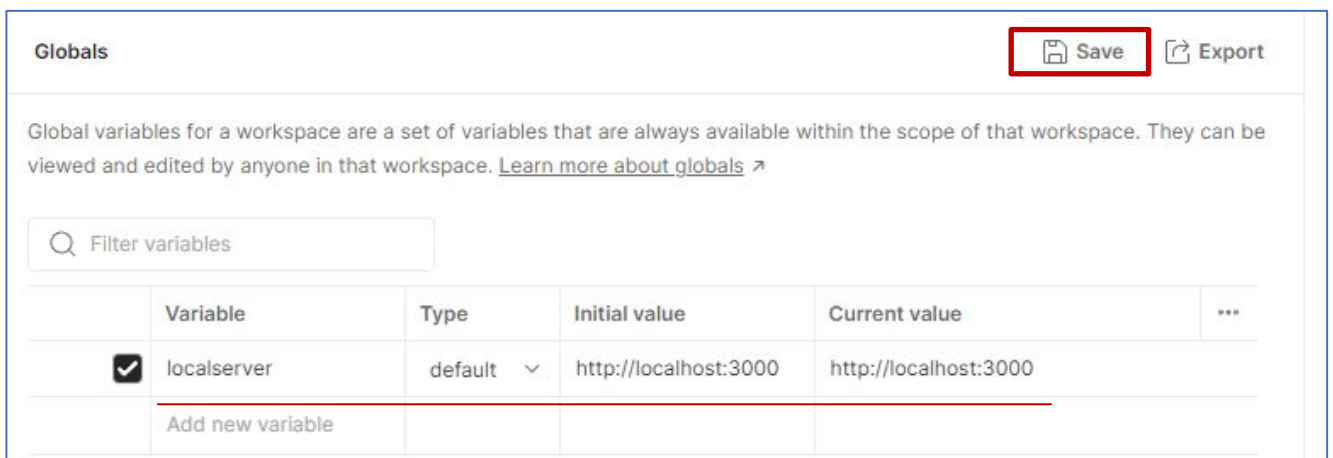 Globals
Save
Export
Global variables for a workspace are a set of variables that are always available within the scope of that workspace. They can be
viewed and edited by anyone in that workspace. Learn more about globals ↗
Filter variables
Variable Type Initial value Current value •••
localserver default http://localhost:3000 http://localhost:3000
Add new variable